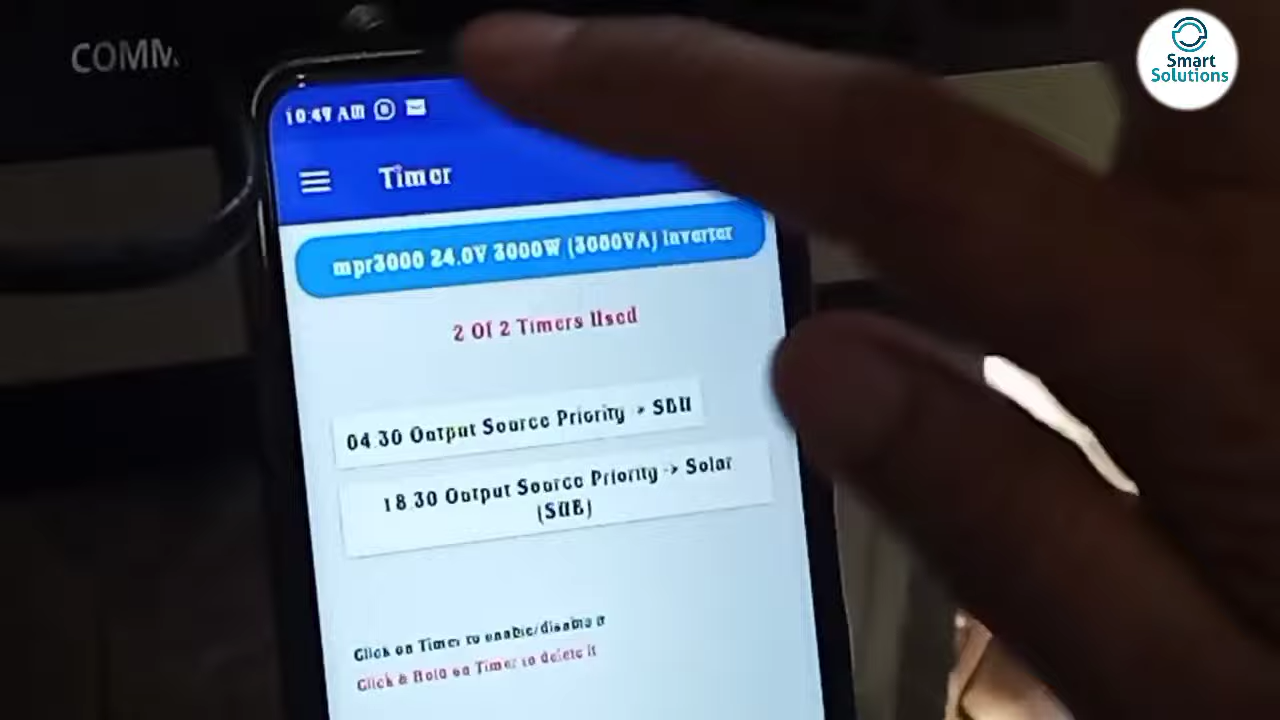 COMM
Smart
Solutions
10:49 AM
Timer
mpr3000 24.0V 3000W (3000VA) Inverter
2 Of 2 Timers Used
04:30 Output Source Priority -> SBU
18:30 Output Source Priority -> Solar
(SUB)
Click on Timer to enable/disable it
Click & Hold on Timer to delete it